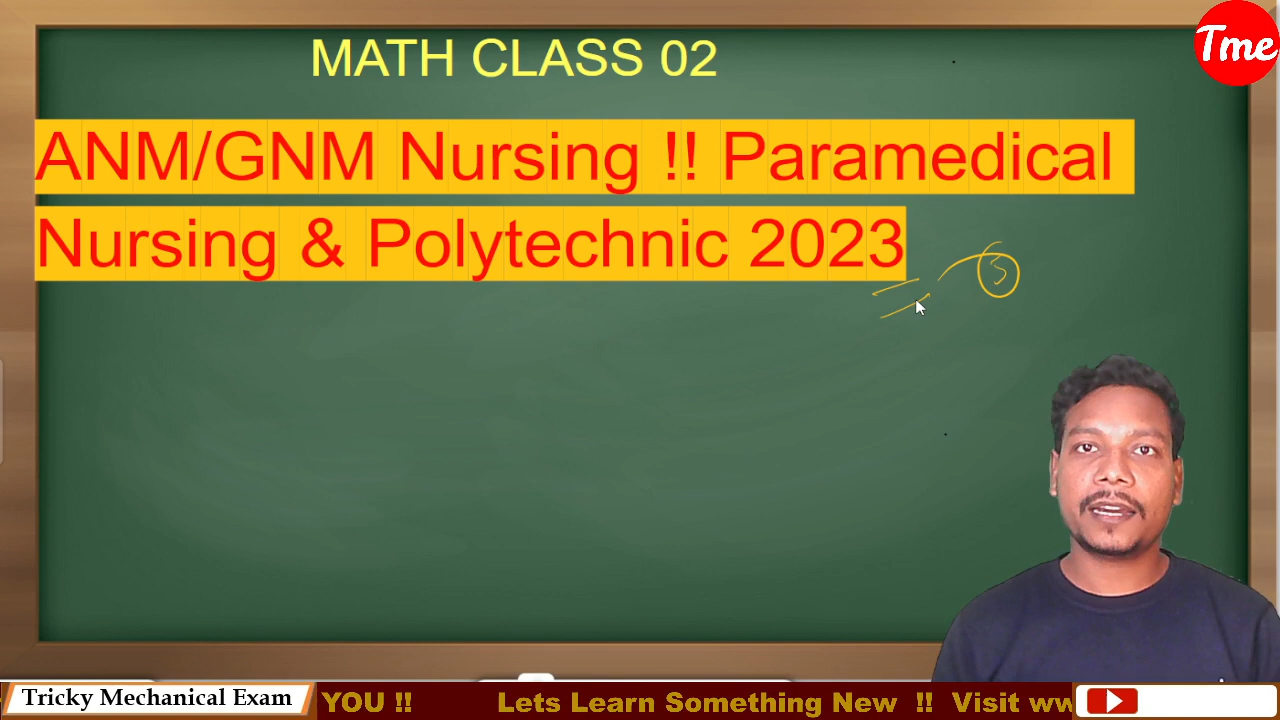 MATH CLASS 02
Tme
ANM/GNM Nursing !! Paramedical
Nursing & Polytechnic 2023
Tricky Mechanical Exam
YOU !! Lets Learn Something New !! Visit